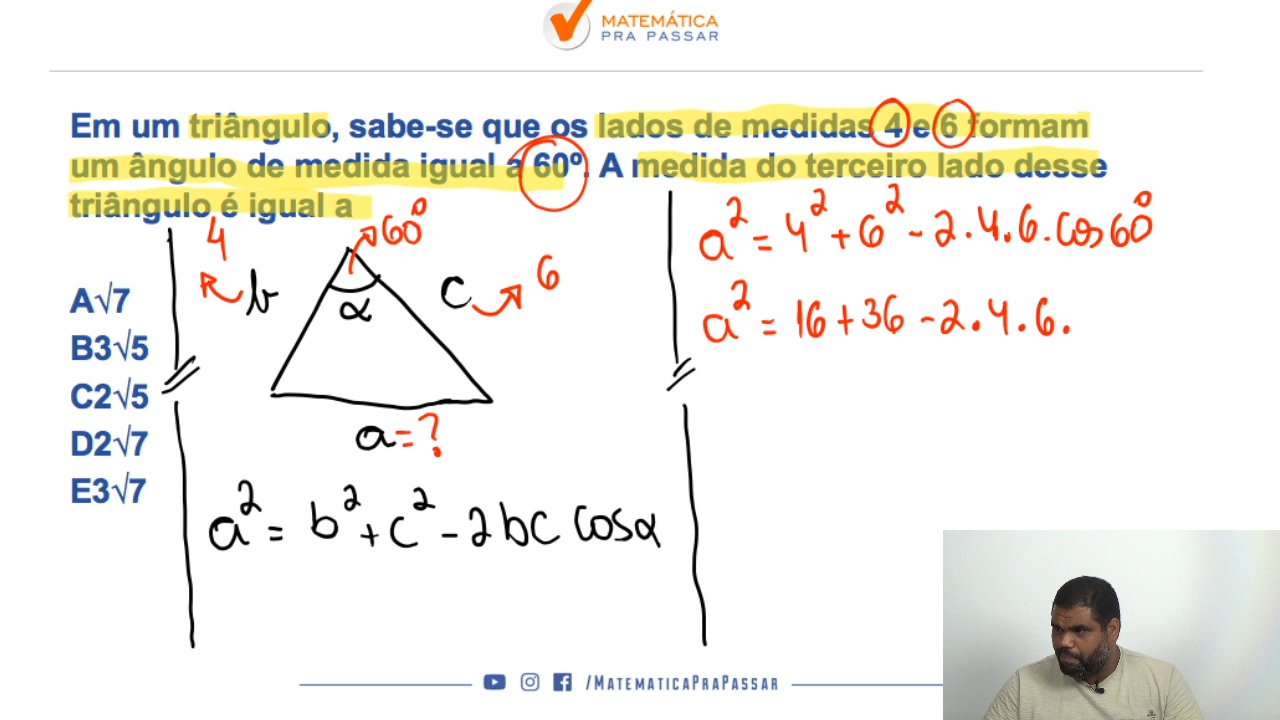 MATEMÁTICA
PRA PASSAR
Em um triângulo, sabe-se que os lados de medidas 4 e 6 formam
um ângulo de medida igual a 60º. A medida do terceiro lado desse
triângulo é igual a
A√7
B3√5
C2√5
D2√7
E3√7
4
60°
b
α
c
6
a=?
a² = b² + c² - 2bc cosα
a² = 4² + 6² - 2.4.6.cos60°
a² = 16 + 36 - 2.4.6.
/MATEMATICAPRAPASSAR